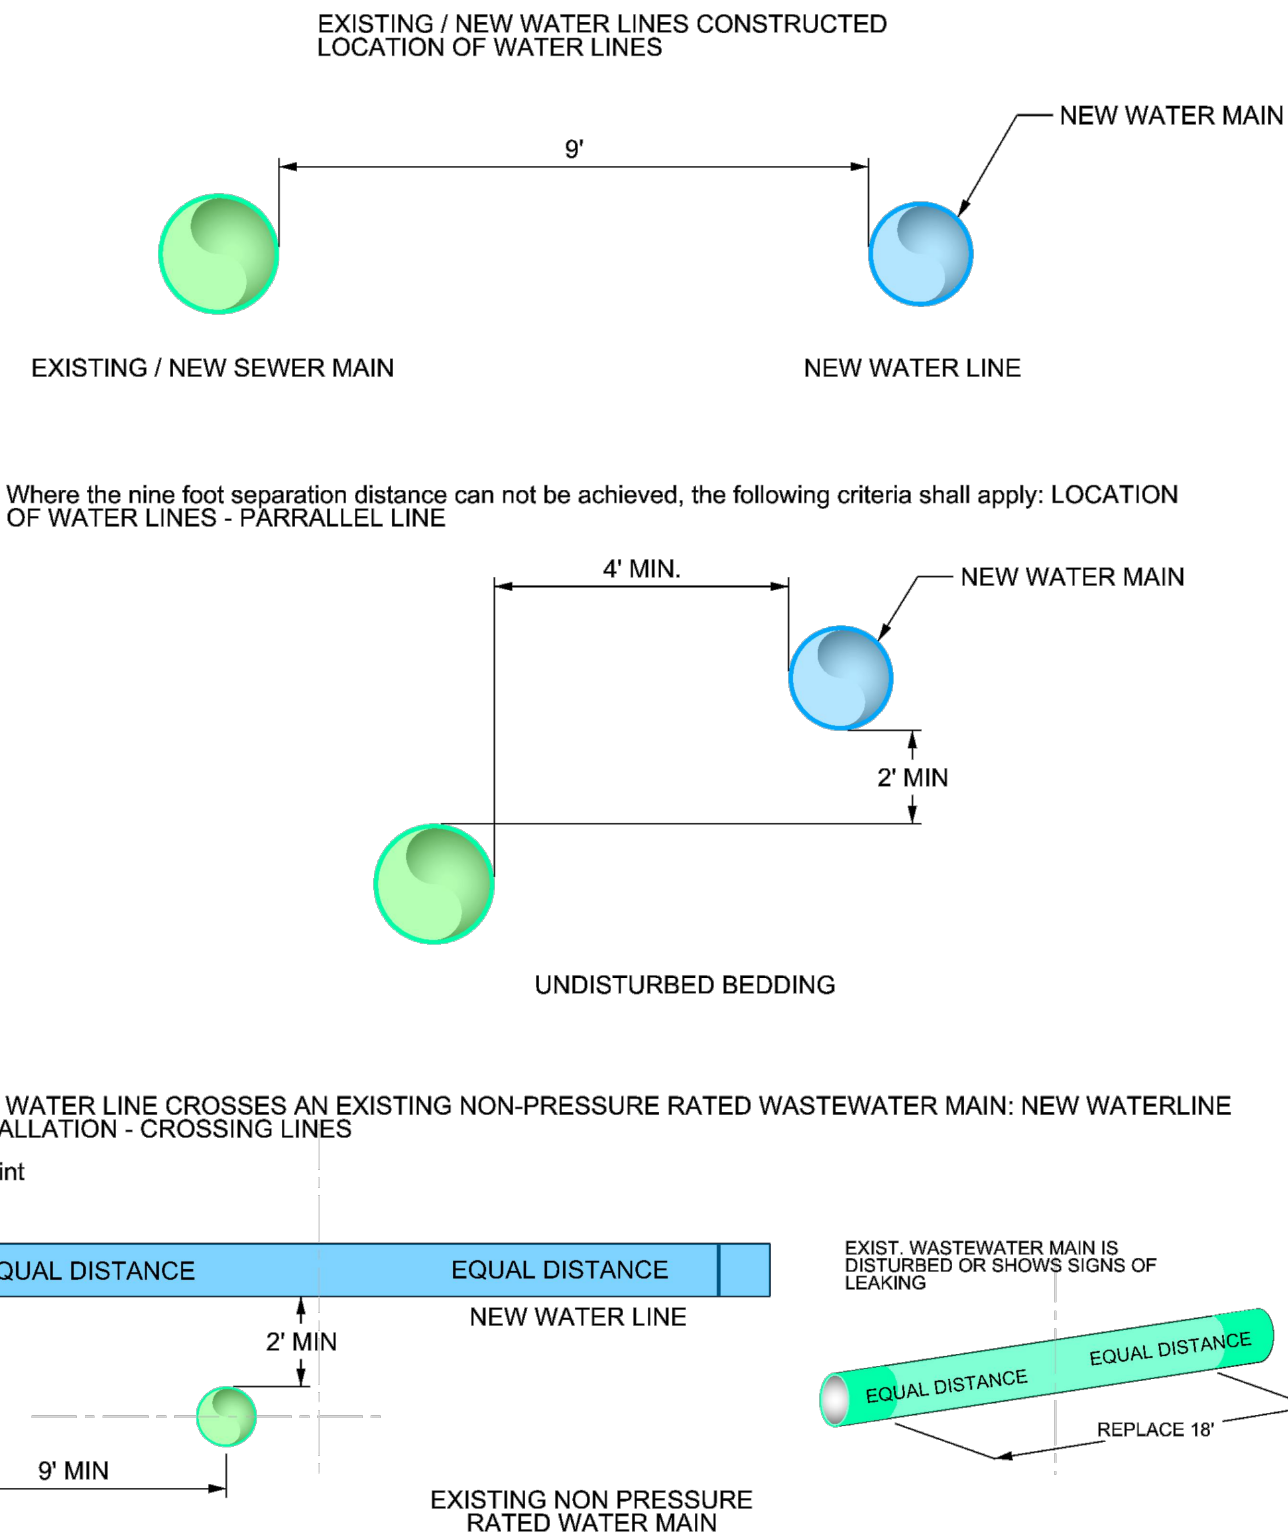 EXISTING / NEW WATER LINES CONSTRUCTED
LOCATION OF WATER LINES
NEW WATER MAIN
9'
EXISTING / NEW SEWER MAIN
NEW WATER LINE
Where the nine foot separation distance can not be achieved, the following criteria shall apply: LOCATION
OF WATER LINES - PARRALLEL LINE
4' MIN.
NEW WATER MAIN
2' MIN
UNDISTURBED BEDDING
WATER LINE CROSSES AN EXISTING NON-PRESSURE RATED WASTEWATER MAIN: NEW WATERLINE
ALLATION - CROSSING LINES
int
QUAL DISTANCE
EQUAL DISTANCE
NEW WATER LINE
2' MIN
9' MIN
EXISTING NON PRESSURE
RATED WATER MAIN
EXIST. WASTEWATER MAIN IS
DISTURBED OR SHOWS SIGNS OF
LEAKING
EQUAL DISTANCE
EQUAL DISTANCE
REPLACE 18'